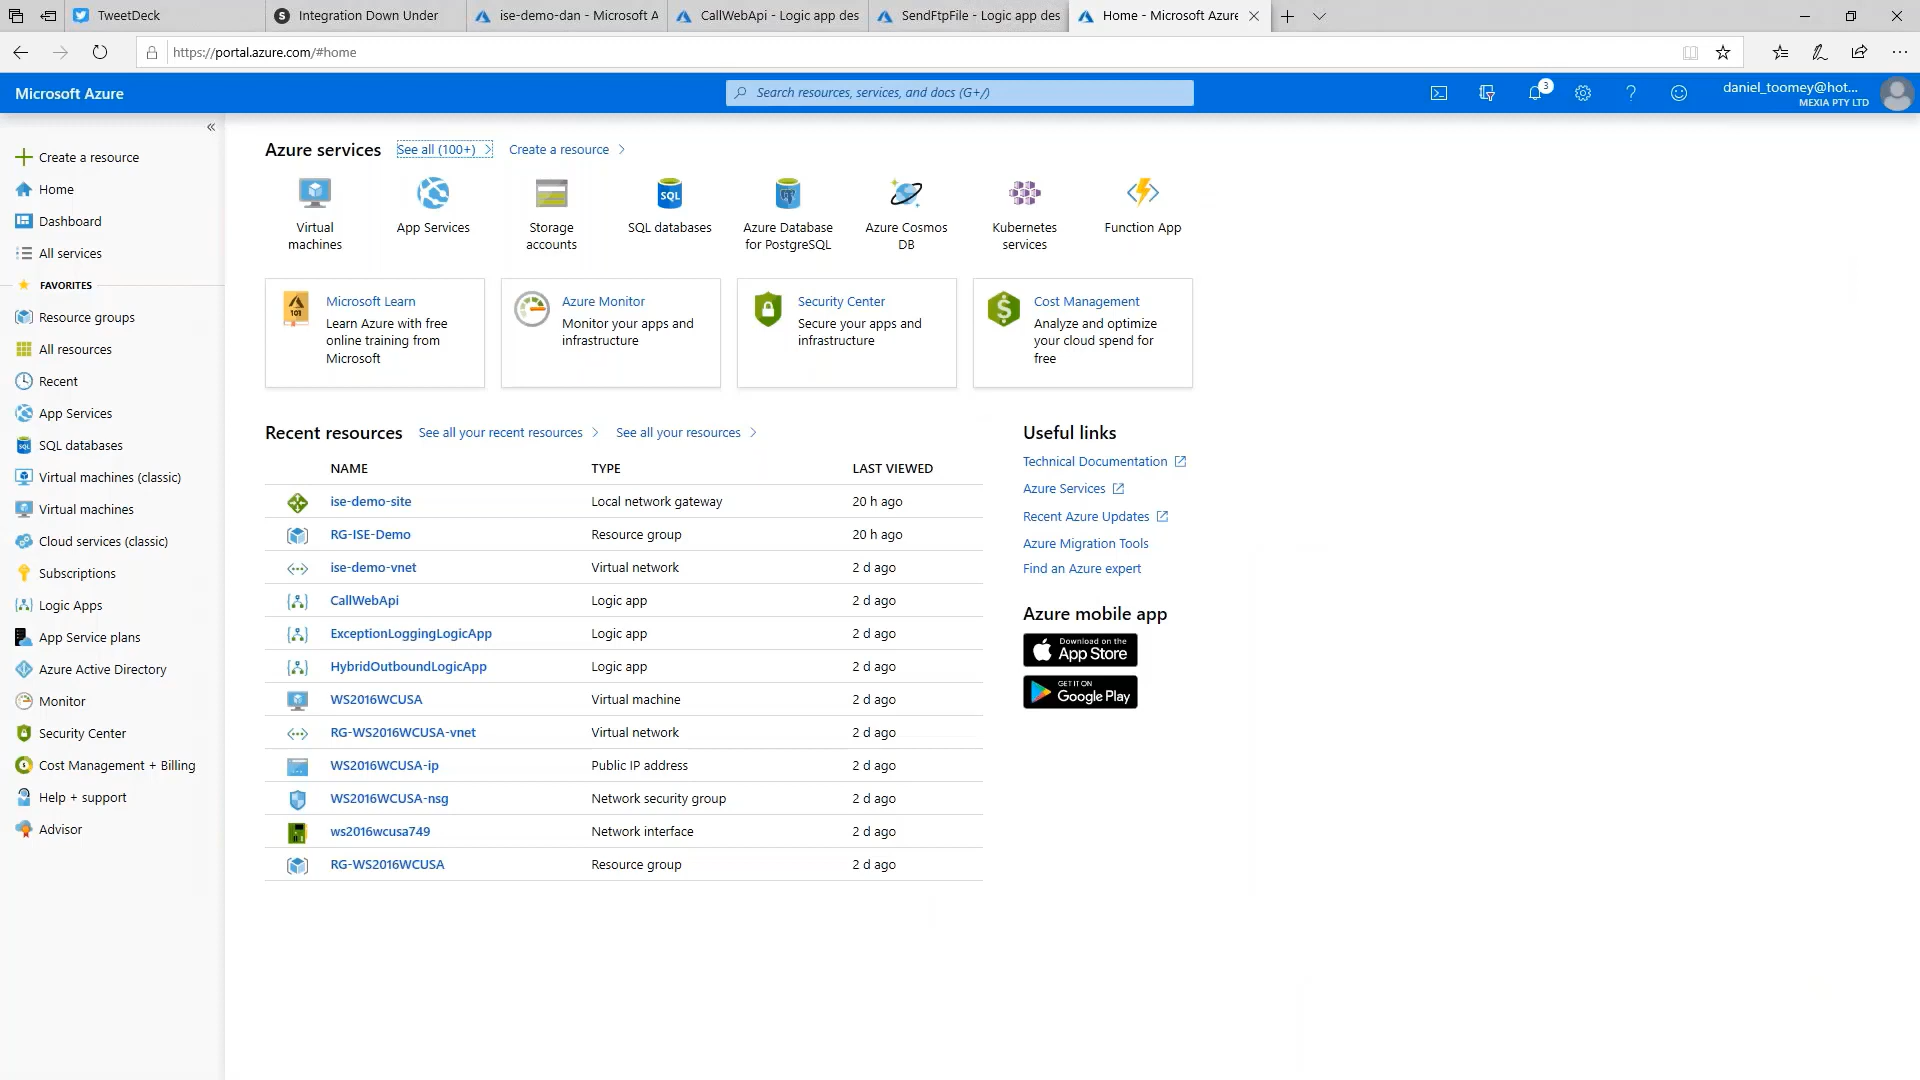 TweetDeck
Integration Down Under
ise-demo-dan - Microsoft A
CallWebApi - Logic app des
SendFtpFile - Logic app des
Home - Microsoft Azure
https://portal.azure.com/#home
Microsoft Azure
Search resources, services, and docs (G+/)
3
daniel_toomey@hot...
MEXIA PTY LTD
Create a resource
Home
Dashboard
All services
FAVORITES
Resource groups
All resources
Recent
App Services
SQL databases
Virtual machines (classic)
Virtual machines
Cloud services (classic)
Subscriptions
Logic Apps
App Service plans
Azure Active Directory
Monitor
Security Center
Cost Management + Billing
Help + support
Advisor
Azure services
See all (100+)
Create a resource
Virtual
machines
App Services
Storage
accounts
SQL
SQL databases
Azure Database
for PostgreSQL
Azure Cosmos
DB
Kubernetes
services
Function App
101
Microsoft Learn
Learn Azure with free
online training from
Microsoft
Azure Monitor
Monitor your apps and
infrastructure
Security Center
Secure your apps and
infrastructure
Cost Management
Analyze and optimize
your cloud spend for
free
Recent resources
See all your recent resources
See all your resources
NAME TYPE LAST VIEWED
ise-demo-site Local network gateway 20 h ago
RG-ISE-Demo Resource group 20 h ago
ise-demo-vnet Virtual network 2 d ago
CallWebApi Logic app 2 d ago
ExceptionLoggingLogicApp Logic app 2 d ago
HybridOutboundLogicApp Logic app 2 d ago
WS2016WCUSA Virtual machine 2 d ago
RG-WS2016WCUSA-vnet Virtual network 2 d ago
WS2016WCUSA-ip Public IP address 2 d ago
WS2016WCUSA-nsg Network security group 2 d ago
ws2016wcusa749 Network interface 2 d ago
RG-WS2016WCUSA Resource group 2 d ago
Useful links
Technical Documentation
Azure Services
Recent Azure Updates
Azure Migration Tools
Find an Azure expert
Azure mobile app
Download on the
App Store
GET IT ON
Google Play